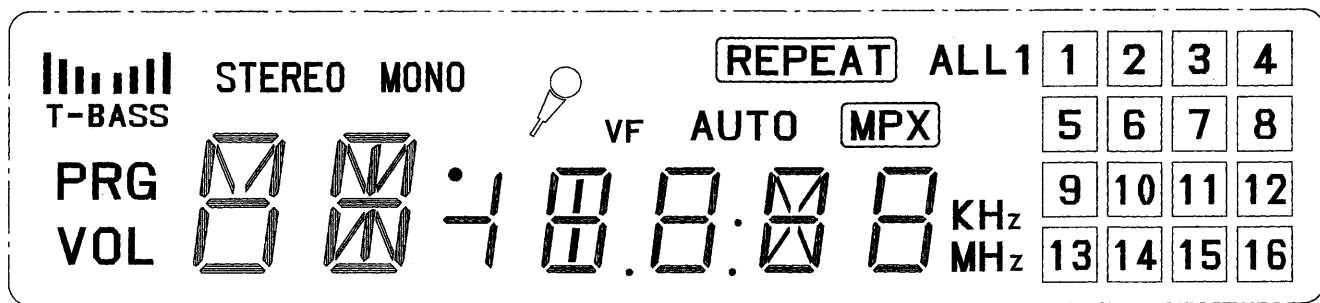 STEREO MONO REPEAT ALL1 1 2 3 4
T-BASS VF AUTO MPX 5 6 7 8
PRG 9 10 11 12
KHz
VOL MHz 13 14 15 16